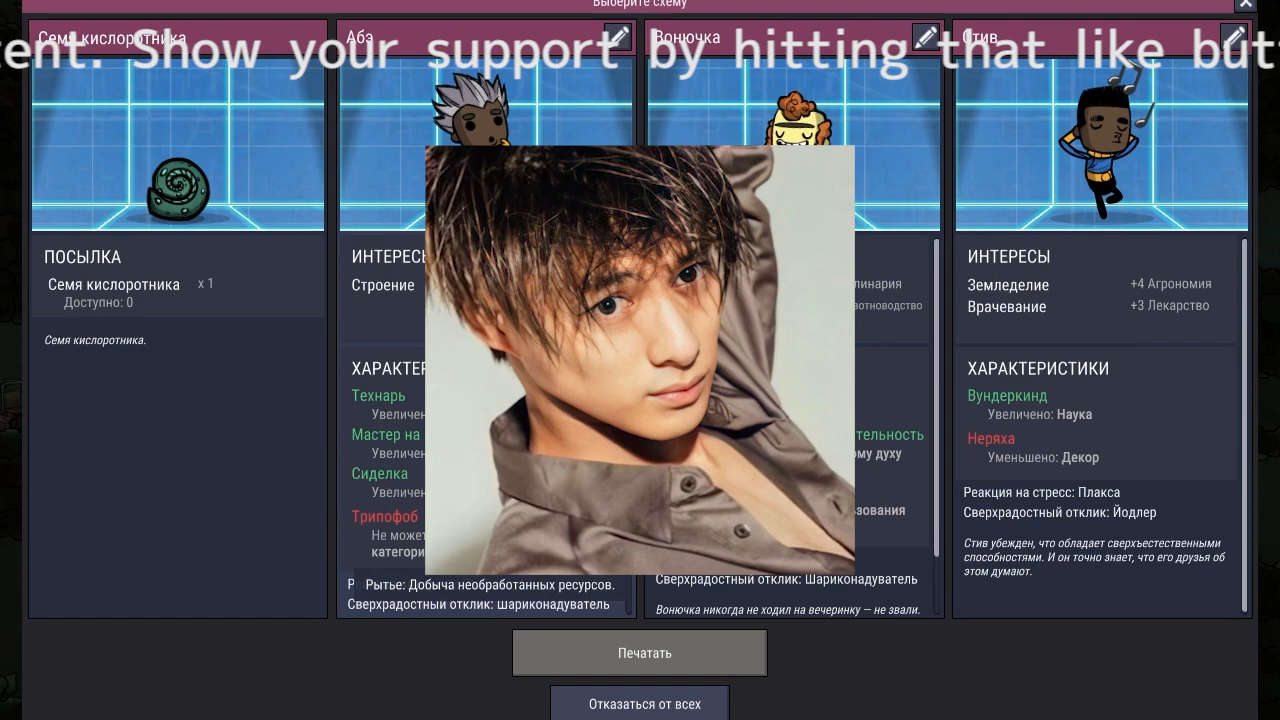 Выберите схему
Семя кислоротника
Абэ
Вонючка
Стив
tent. Show your support by hitting that like butt
ПОСЫЛКА
Семя кислоротника x 1
Доступно: 0
Семя кислоротника.
ИНТЕРЕСЫ
Строение
ХАРАКТЕР
Технарь
Увеличен
Мастер на
Увеличен
Сиделка
Увеличен
Трипофоб
Не может
категори
Рытье: Добыча необработанных ресурсов.
Сверхрадостный отклик: шариконадуватель
линария
отноводство
тельность
ому духу
зования
Сверхрадостный отклик: Шариконадуватель
Вонючка никогда не ходил на вечеринку — не звали.
ИНТЕРЕСЫ
Земледелие +4 Агрономия
Врачевание +3 Лекарство
ХАРАКТЕРИСТИКИ
Вундеркинд
Увеличено: Наука
Неряха
Уменьшено: Декор
Реакция на стресс: Плакса
Сверхрадостный отклик: Йодлер
Стив убежден, что обладает сверхъестественными
способностями. И он точно знает, что его друзья об
этом думают.
Печатать
Отказаться от всех